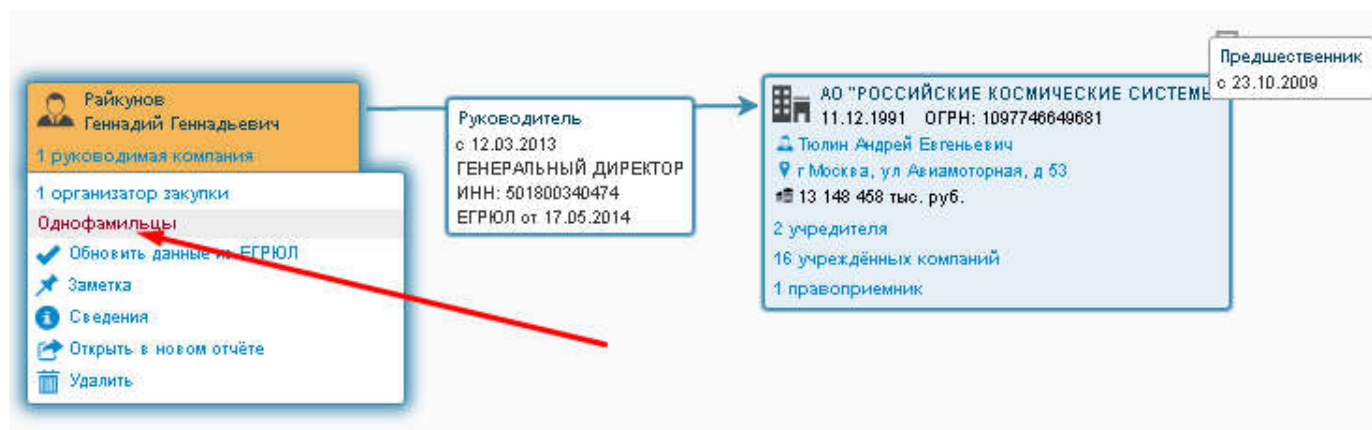 Райкунов
Геннадий Геннадьевич
1 руководимая компания
1 организатор закупки
Однофамильцы
Обновить данные из ЕГРЮЛ
Заметка
Сведения
Открыть в новом отчёте
Удалить
Руководитель
с 12.03.2013
ГЕНЕРАЛЬНЫЙ ДИРЕКТОР
ИНН: 501800340474
ЕГРЮЛ от 17.05.2014
АО "РОССИЙСКИЕ КОСМИЧЕСКИЕ СИСТЕМЫ
11.12.1991 ОГРН: 1097746649681
Тюлин Андрей Евгеньевич
г Москва, ул Авиамоторная, д 53
13 148 458 тыс. руб.
2 учредителя
16 учреждённых компаний
1 правоприемник
Предшественник
с 23.10.2009